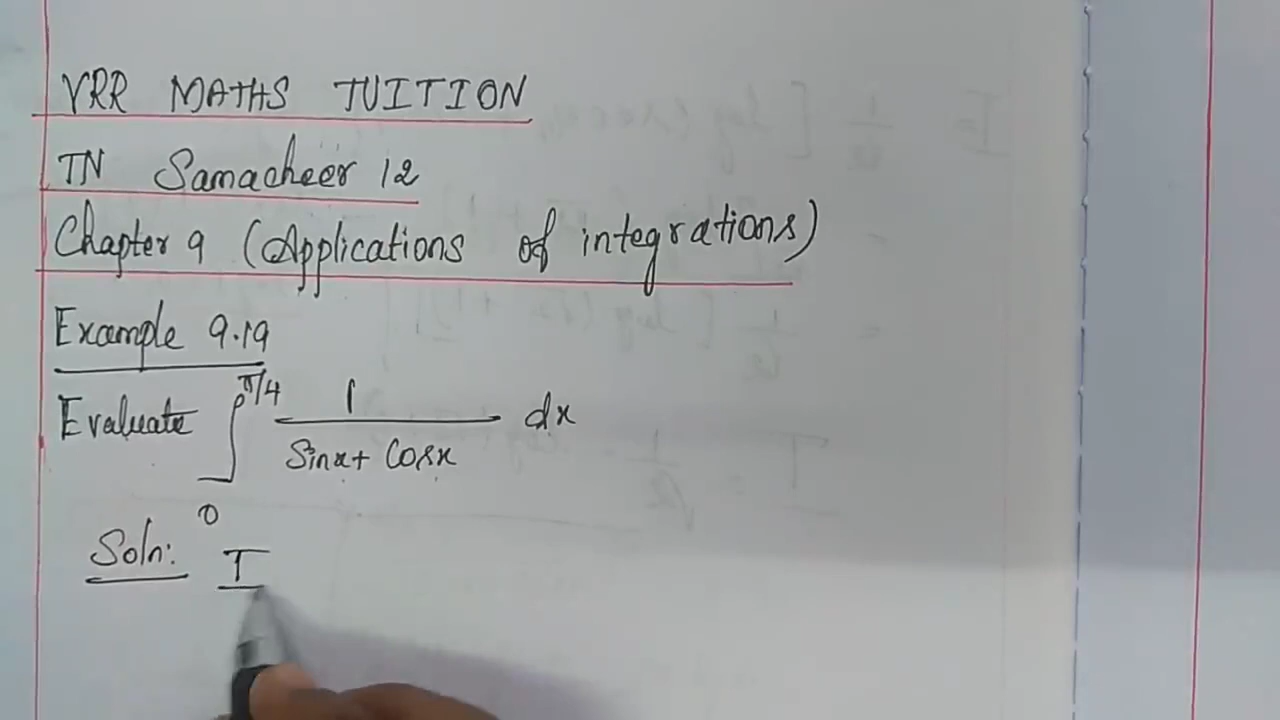 VRR MATHS TUITION
TN Samacheer 12
Chapter 9 (Applications of integrations)
Example 9.19
Evaluate ∫₀^{π/4} 1/(Sinx + Cosx) dx
Soln: I